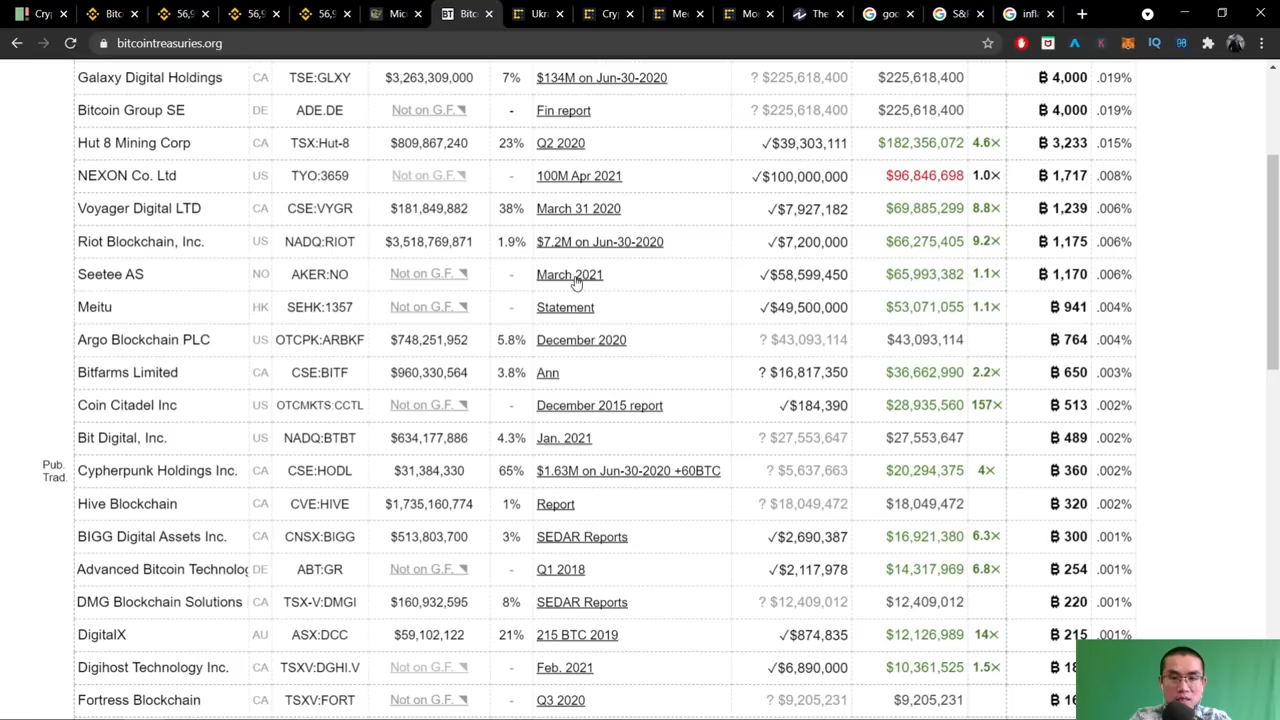 Cryp
Bitc
56,9
56,9
56,9
Mic
Bitc
Ukra
Cryp
Me
Mo
The
goo
S&F
infl
bitcointreasuries.org
Galaxy Digital Holdings CA TSE:GLXY $3,263,309,000 7% $134M on Jun-30-2020 ? $225,618,400 $225,618,400 ₿ 4,000 .019%
Bitcoin Group SE DE ADE.DE Not on G.F. - Fin report ? $225,618,400 $225,618,400 ₿ 4,000 .019%
Hut 8 Mining Corp CA TSX:Hut-8 $809,867,240 23% Q2 2020 ✓$39,303,111 $182,356,072 4.6× ₿ 3,233 .015%
NEXON Co. Ltd US TYO:3659 Not on G.F. - 100M Apr 2021 ✓$100,000,000 $96,846,698 1.0× ₿ 1,717 .008%
Voyager Digital LTD CA CSE:VYGR $181,849,882 38% March 31 2020 ✓$7,927,182 $69,885,299 8.8× ₿ 1,239 .006%
Riot Blockchain, Inc. US NADQ:RIOT $3,518,769,871 1.9% $7.2M on Jun-30-2020 ✓$7,200,000 $66,275,405 9.2× ₿ 1,175 .006%
Seetee AS NO AKER:NO Not on G.F. - March 2021 ✓$58,599,450 $65,993,382 1.1× ₿ 1,170 .006%
Meitu HK SEHK:1357 Not on G.F. - Statement ✓$49,500,000 $53,071,055 1.1× ₿ 941 .004%
Argo Blockchain PLC US OTCPK:ARBKF $748,251,952 5.8% December 2020 ? $43,093,114 $43,093,114 ₿ 764 .004%
Bitfarms Limited CA CSE:BITF $960,330,564 3.8% Ann ? $16,817,350 $36,662,990 2.2× ₿ 650 .003%
Coin Citadel Inc US OTCMKTS:CCTL Not on G.F. - December 2015 report ✓$184,390 $28,935,560 157× ₿ 513 .002%
Bit Digital, Inc. US NADQ:BTBT $634,177,886 4.3% Jan. 2021 ? $27,553,647 $27,553,647 ₿ 489 .002%
Pub. Trad.
Cypherpunk Holdings Inc. CA CSE:HODL $31,384,330 65% $1.63M on Jun-30-2020 +60BTC ? $5,637,663 $20,294,375 4× ₿ 360 .002%
Hive Blockchain CA CVE:HIVE $1,735,160,774 1% Report ? $18,049,472 $18,049,472 ₿ 320 .002%
BIGG Digital Assets Inc. CA CNSX:BIGG $513,803,700 3% SEDAR Reports ✓$2,690,387 $16,921,380 6.3× ₿ 300 .001%
Advanced Bitcoin Technolog DE ABT:GR Not on G.F. - Q1 2018 ✓$2,117,978 $14,317,969 6.8× ₿ 254 .001%
DMG Blockchain Solutions CA TSX-V:DMGI $160,932,595 8% SEDAR Reports ? $12,409,012 $12,409,012 ₿ 220 .001%
DigitalX AU ASX:DCC $59,102,122 21% 215 BTC 2019 ✓$874,835 $12,126,989 14× ₿ 215 .001%
Digihost Technology Inc. CA TSXV:DGHI.V Not on G.F. - Feb. 2021 ✓$6,890,000 $10,361,525 1.5× ₿ 18
Fortress Blockchain CA TSXV:FORT Not on G.F. - Q3 2020 ? $9,205,231 $9,205,231 ₿ 16